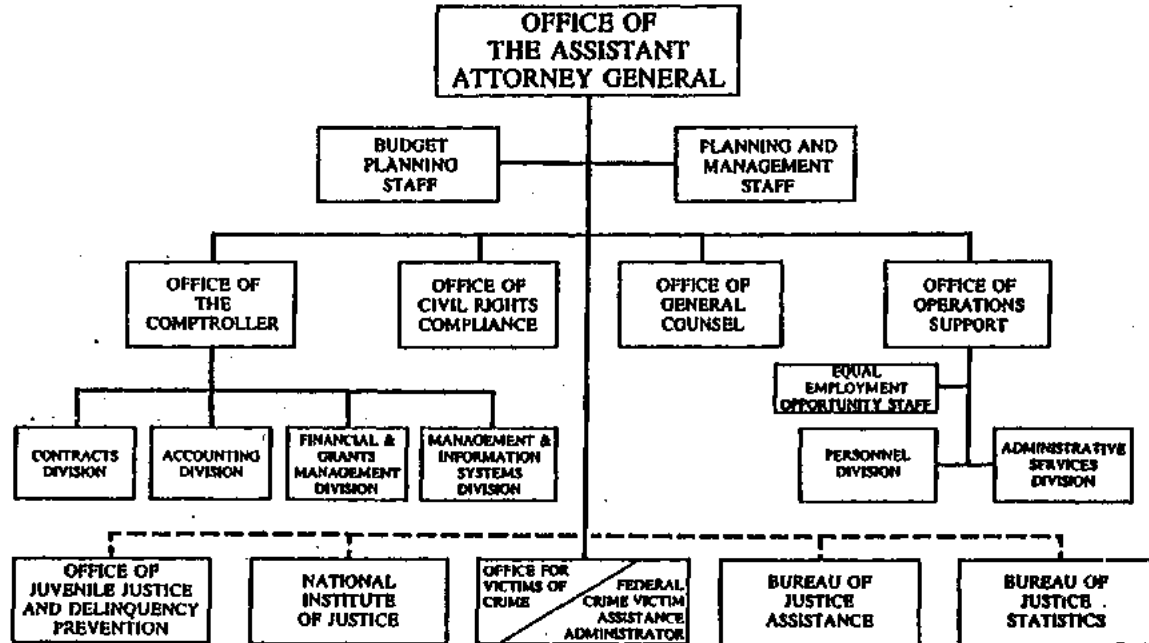 OFFICE OF
THE ASSISTANT
ATTORNEY GENERAL
BUDGET
PLANNING
STAFF
PLANNING AND
MANAGEMENT
STAFF
OFFICE OF
THE
COMPTROLLER
OFFICE OF
CIVIL RIGHTS
COMPLIANCE
OFFICE OF
GENERAL
COUNSEL
OFFICE OF
OPERATIONS
SUPPORT
EQUAL
EMPLOYMENT
OPPORTUNITY STAFF
CONTRACTS
DIVISION
ACCOUNTING
DIVISION
FINANCIAL &
GRANTS
MANAGEMENT
DIVISION
MANAGEMENT &
INFORMATION
SYSTEMS
DIVISION
PERSONNEL
DIVISION
ADMINISTRATIVE
SERVICES
DIVISION
OFFICE OF
JUVENILE JUSTICE
AND DELINQUENCY
PREVENTION
NATIONAL
INSTITUTE
OF JUSTICE
OFFICE FOR
VICTIMS OF
CRIME
FEDERAL
CRIME VICTIM
ASSISTANCE
ADMINISTRATOR
BUREAU OF
JUSTICE
ASSISTANCE
BUREAU OF
JUSTICE
STATISTICS